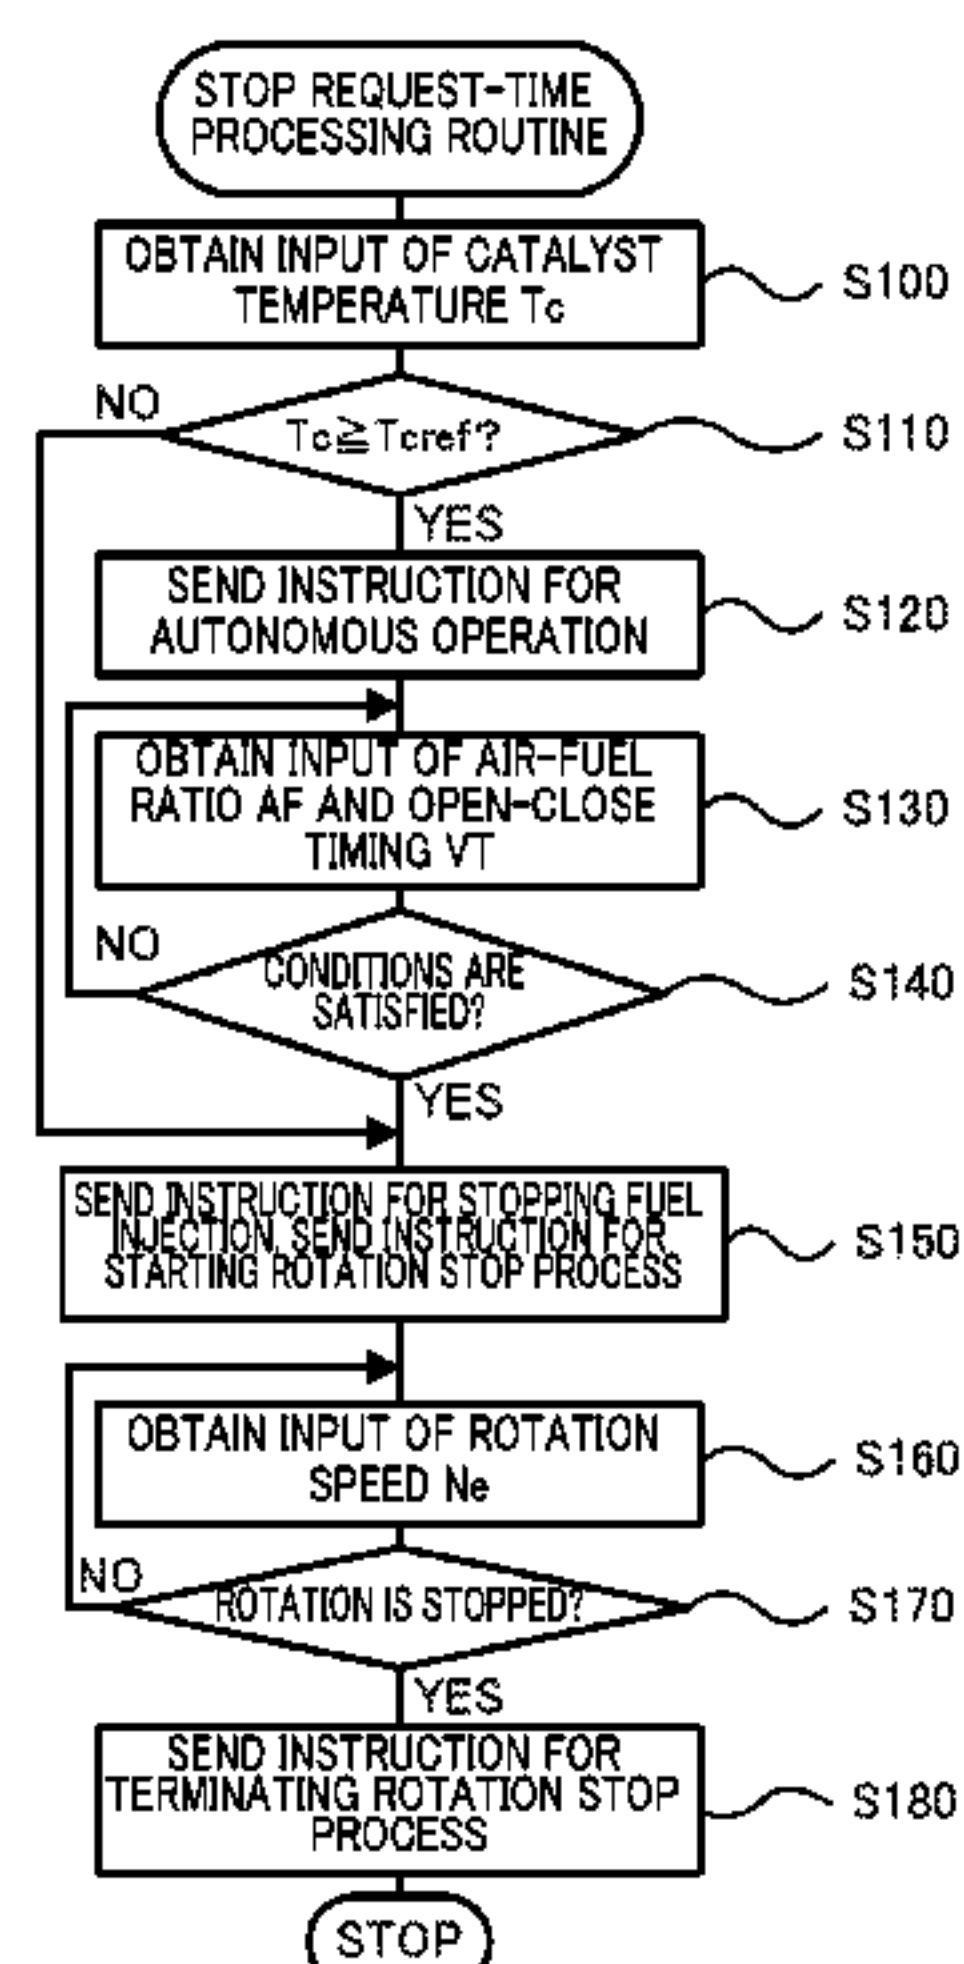 STOP REQUEST-TIME
PROCESSING ROUTINE
OBTAIN INPUT OF CATALYST
TEMPERATURE Tc
S100
NO
Tc≧Tcref?
S110
YES
SEND INSTRUCTION FOR
AUTONOMOUS OPERATION
S120
OBTAIN INPUT OF AIR-FUEL
RATIO AF AND OPEN-CLOSE
TIMING VT
S130
NO
CONDITIONS ARE
SATISFIED?
S140
YES
SEND INSTRUCTION FOR STOPPING FUEL
INJECTION, SEND INSTRUCTION FOR
STARTING ROTATION STOP PROCESS
S150
OBTAIN INPUT OF ROTATION
SPEED Ne
S160
NO
ROTATION IS STOPPED?
S170
YES
SEND INSTRUCTION FOR
TERMINATING ROTATION STOP
PROCESS
S180
STOP